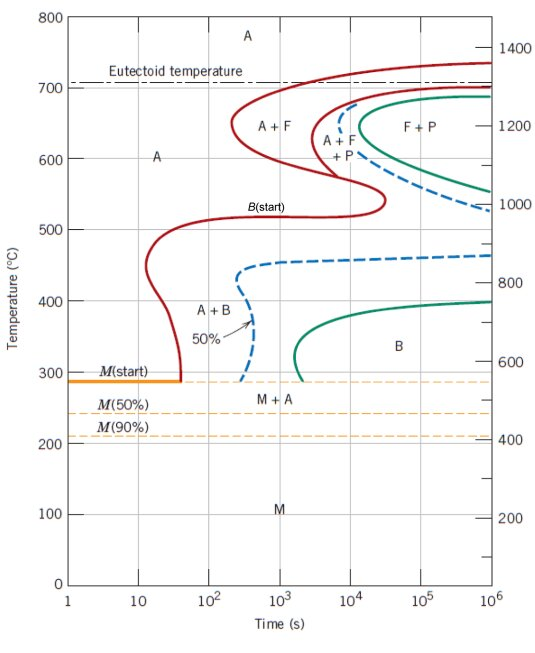 800
A
1400
Eutectoid temperature
700
A + F
F + P
1200
A + F
+ P
A
600
B(start)
1000
500
Temperature (°C)
800
400
A + B
50%
B
600
M(start)
300
M + A
M(50%)
M(90%)
400
200
M
100
200
0
1
10
10²
10³
10⁴
10⁵
10⁶
Time (s)